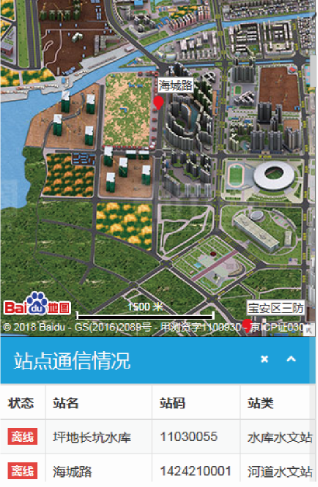 海城路
1500 米
Bai du 地图
宝安区三防
© 2018 Baidu - GS(2016)2089号 - 甲测资字1100930 - 京ICP证030
站点通信情况
状态 站名 站码 站类
离线 坪地长坑水库 11030055 水库水文站
离线 海城路 1424210001 河道水文站